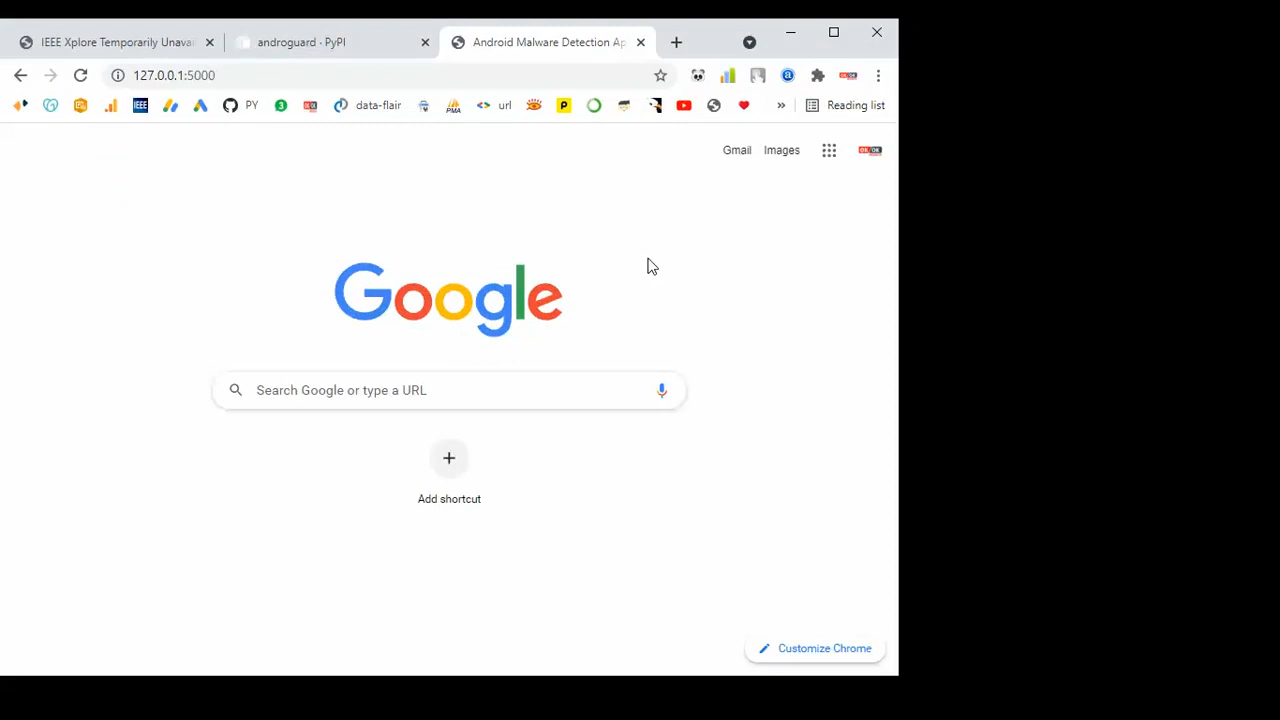 IEEE Xplore Temporarily Unava
androguard · PyPI
Android Malware Detection Ap
127.0.0.1:5000
PY
data-flair
PMA
url
Reading list
Gmail Images
Google
Search Google or type a URL
Add shortcut
Customize Chrome